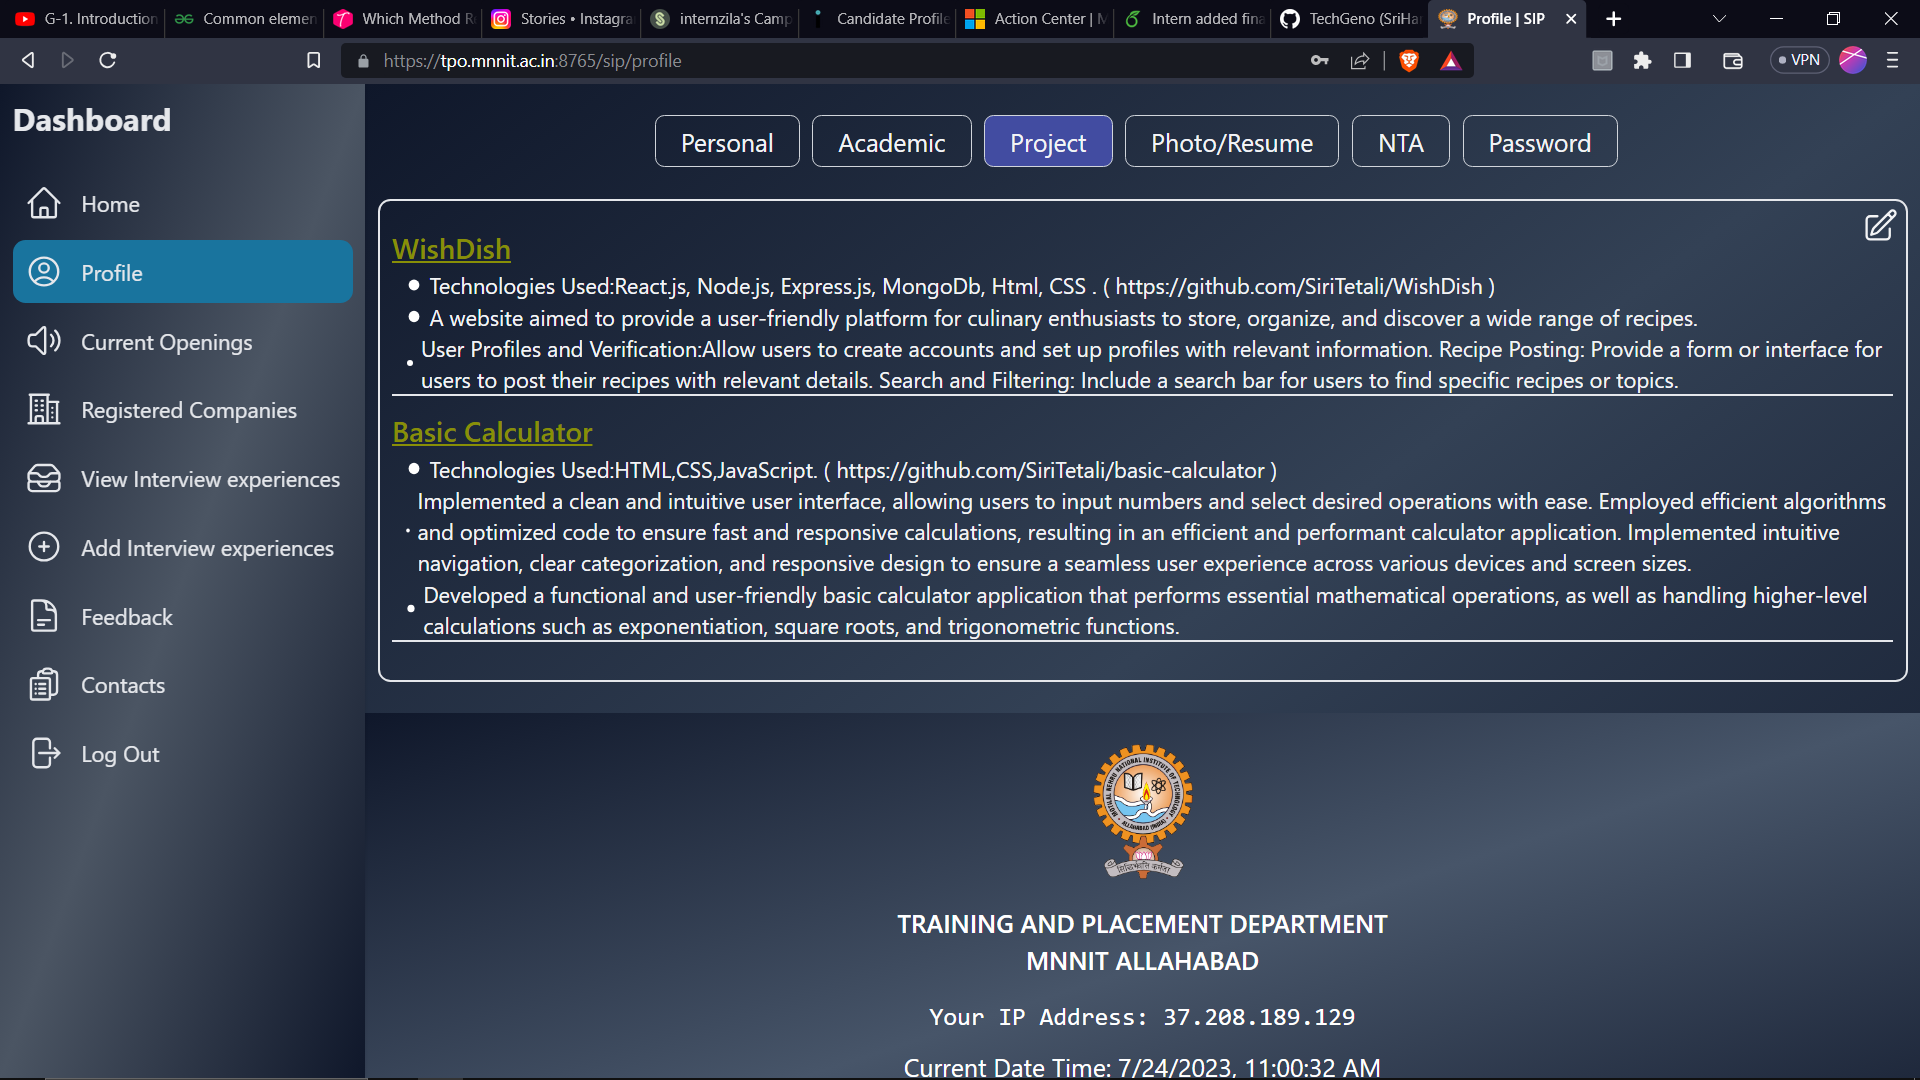 G-1. Introduction
Common elemen
Which Method R
Stories • Instagra
internzila's Camp
Candidate Profile
Action Center | M
Intern added fina
TechGeno (SriHar
Profile | SIP
https://tpo.mnnit.ac.in:8765/sip/profile
VPN
Dashboard
Home
Profile
Current Openings
Registered Companies
View Interview experiences
Add Interview experiences
Feedback
Contacts
Log Out
Personal
Academic
Project
Photo/Resume
NTA
Password
WishDish
• Technologies Used:React.js, Node.js, Express.js, MongoDb, Html, CSS . ( https://github.com/SiriTetali/WishDish )
• A website aimed to provide a user-friendly platform for culinary enthusiasts to store, organize, and discover a wide range of recipes.
• User Profiles and Verification:Allow users to create accounts and set up profiles with relevant information. Recipe Posting: Provide a form or interface for
users to post their recipes with relevant details. Search and Filtering: Include a search bar for users to find specific recipes or topics.
Basic Calculator
• Technologies Used:HTML,CSS,JavaScript. ( https://github.com/SiriTetali/basic-calculator )
Implemented a clean and intuitive user interface, allowing users to input numbers and select desired operations with ease. Employed efficient algorithms
• and optimized code to ensure fast and responsive calculations, resulting in an efficient and performant calculator application. Implemented intuitive
navigation, clear categorization, and responsive design to ensure a seamless user experience across various devices and screen sizes.
• Developed a functional and user-friendly basic calculator application that performs essential mathematical operations, as well as handling higher-level
calculations such as exponentiation, square roots, and trigonometric functions.
MOTILAL NEHRU NATIONAL INSTITUTE OF TECHNOLOGY
ALLAHABAD (INDIA)
TRAINING AND PLACEMENT DEPARTMENT
MNNIT ALLAHABAD
Your IP Address: 37.208.189.129
Current Date Time: 7/24/2023, 11:00:32 AM